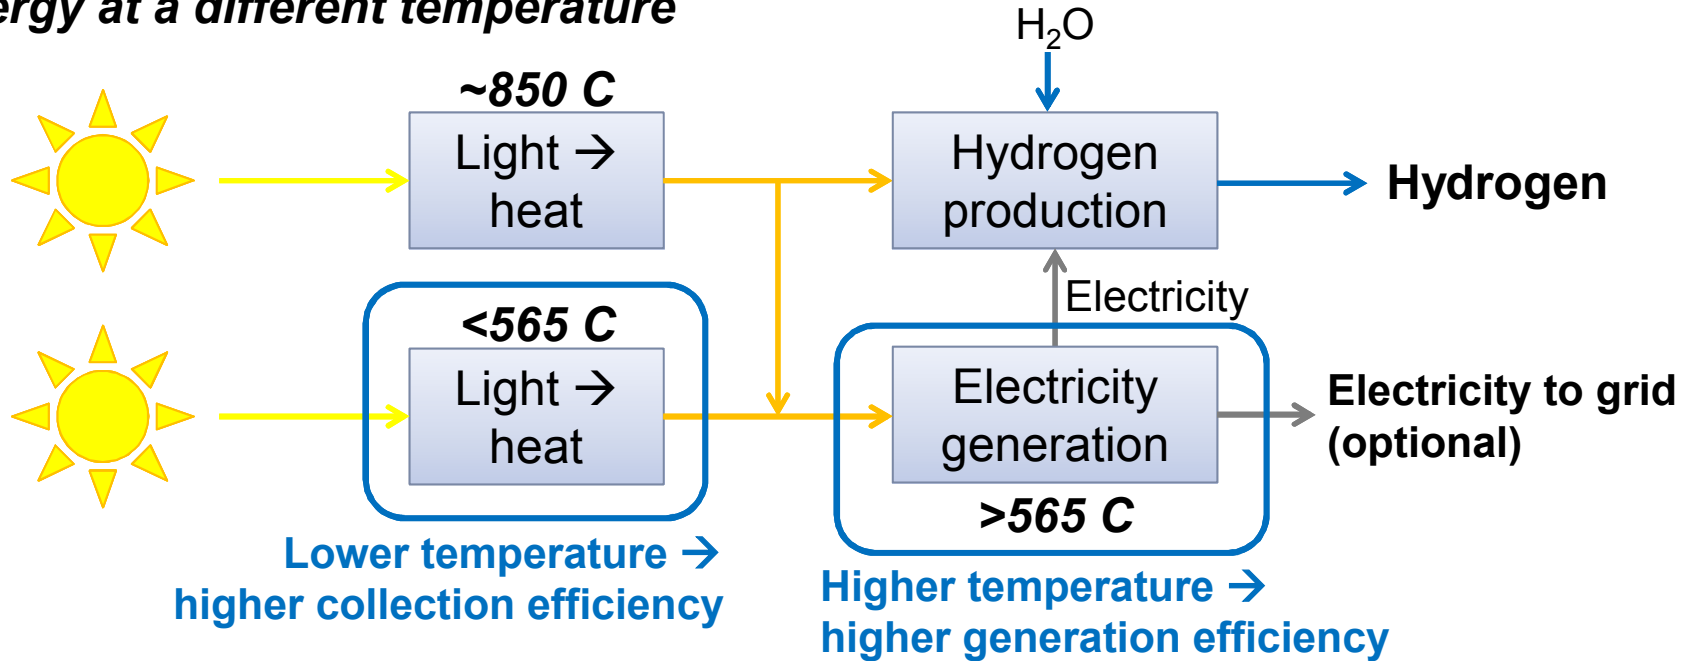 ergy at a different temperature
H₂O
~850 C
Light →
heat
Hydrogen
production
Hydrogen
Electricity
<565 C
Light →
heat
Electricity
generation
>565 C
Electricity to grid
(optional)
Lower temperature →
higher collection efficiency
Higher temperature →
higher generation efficiency